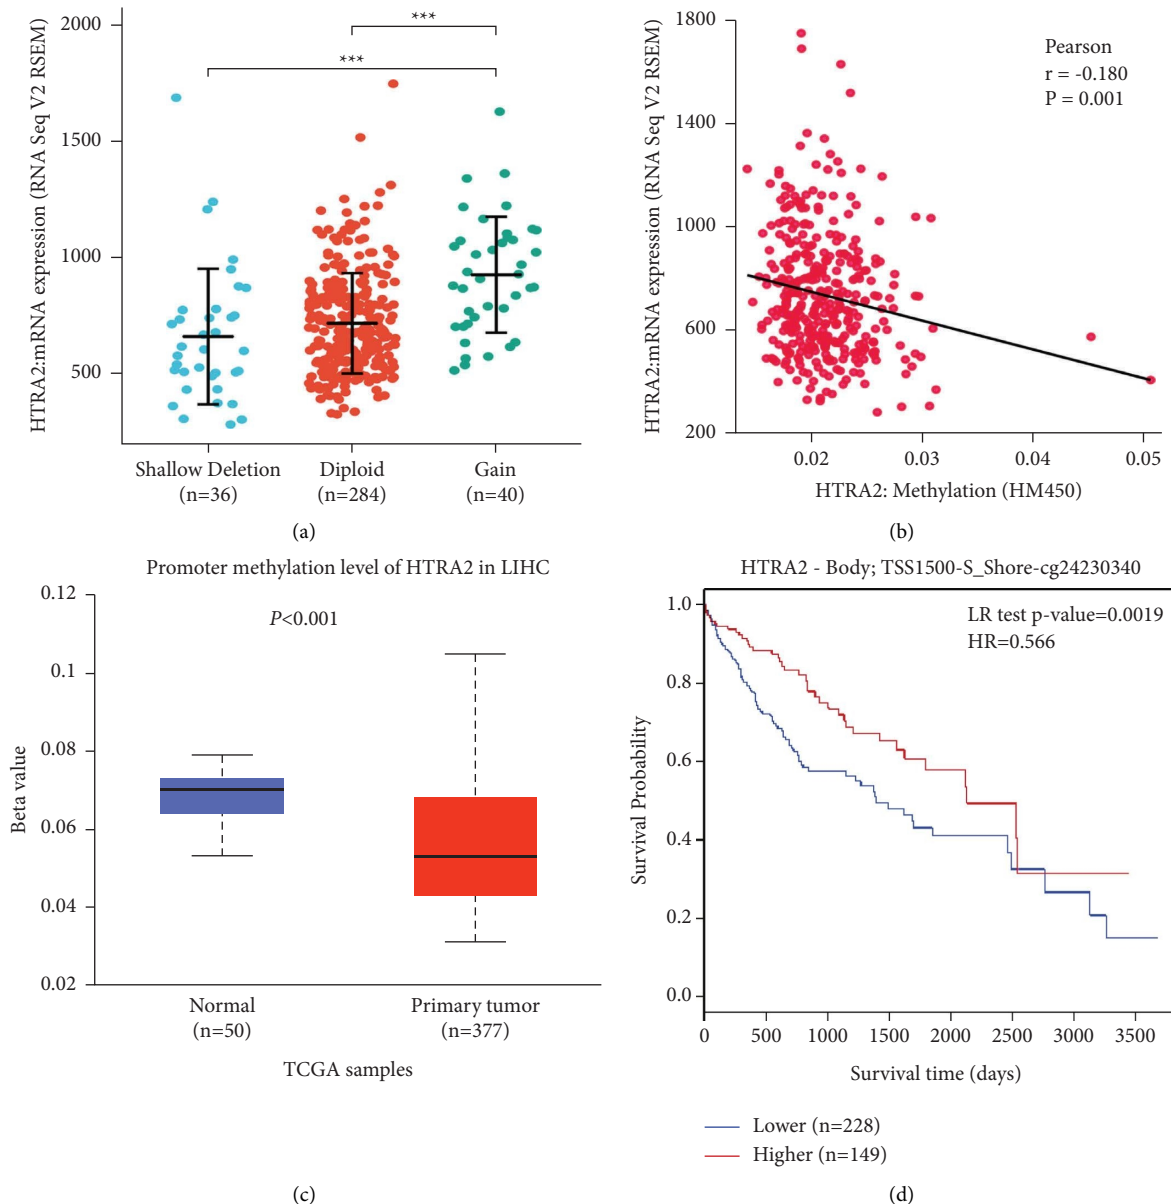 2000
1500
1000
500
HTRA2:mRNA expression (RNA Seq V2 RSEM)
***
***
Shallow Deletion
(n=36)
Diploid
(n=284)
Gain
(n=40)
(a)
1800
1400
1000
600
200
HTRA2:mRNA expression (RNA Seq V2 RSEM)
Pearson
r = -0.180
P = 0.001
0.02
0.03
0.04
0.05
HTRA2: Methylation (HM450)
(b)
Promoter methylation level of HTRA2 in LIHC
0.12
0.1
0.08
0.06
0.04
0.02
Beta value
P<0.001
Normal
(n=50)
Primary tumor
(n=377)
TCGA samples
(c)
HTRA2 - Body; TSS1500-S_Shore-cg24230340
1.0
0.8
0.6
0.4
0.2
0.0
Survival Probability
LR test p-value=0.0019
HR=0.566
0
500
1000
1500
2000
2500
3000
3500
Survival time (days)
Lower (n=228)
Higher (n=149)
(d)